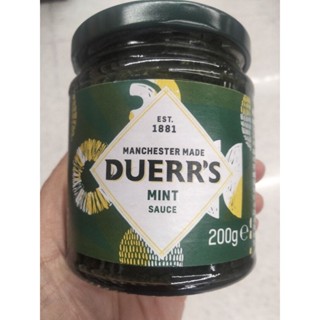 EST.
1881
MANCHESTER MADE
DUERR'S
MINT
SAUCE
200g ℮